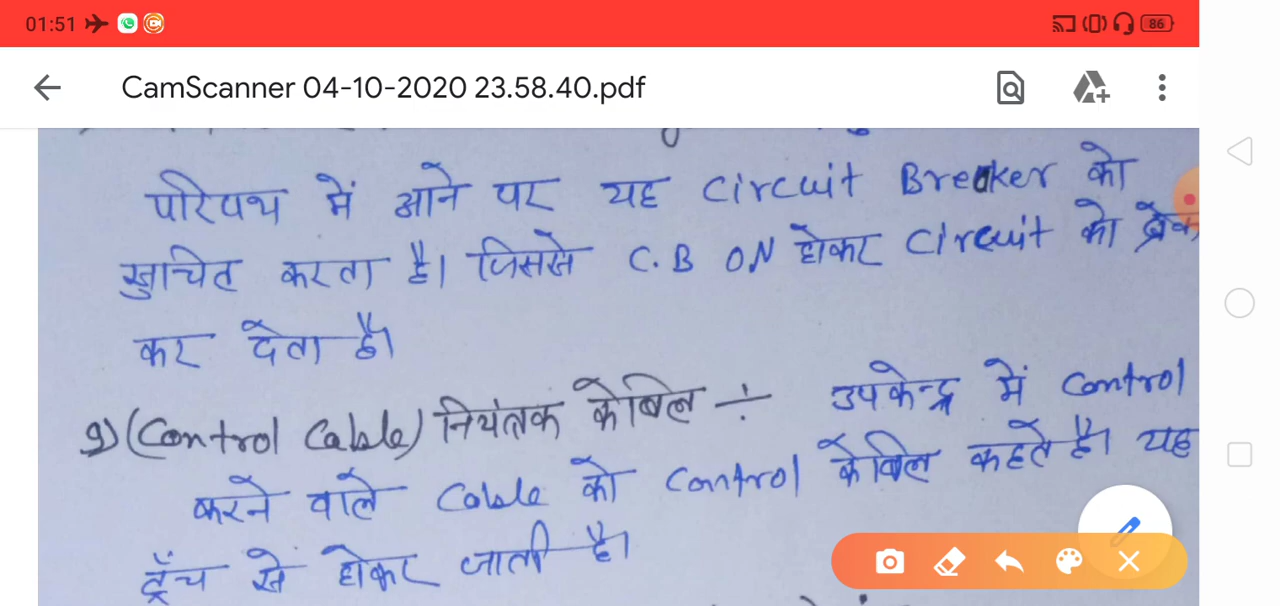 01:51
86
CamScanner 04-10-2020 23.58.40.pdf
परिपथ में आने पर यह Circuit Breaker को
सुचित करता है। जिससे C.B ON होकर Circuit को ब्रेक
कर देता है।
9) (Control Cable) नियंत्रक केबिल ÷ उपकेन्द्र में Control
करने वाले Cable को Control केबिल कहते है। यह
ट्रेँच से होकर जाती है।